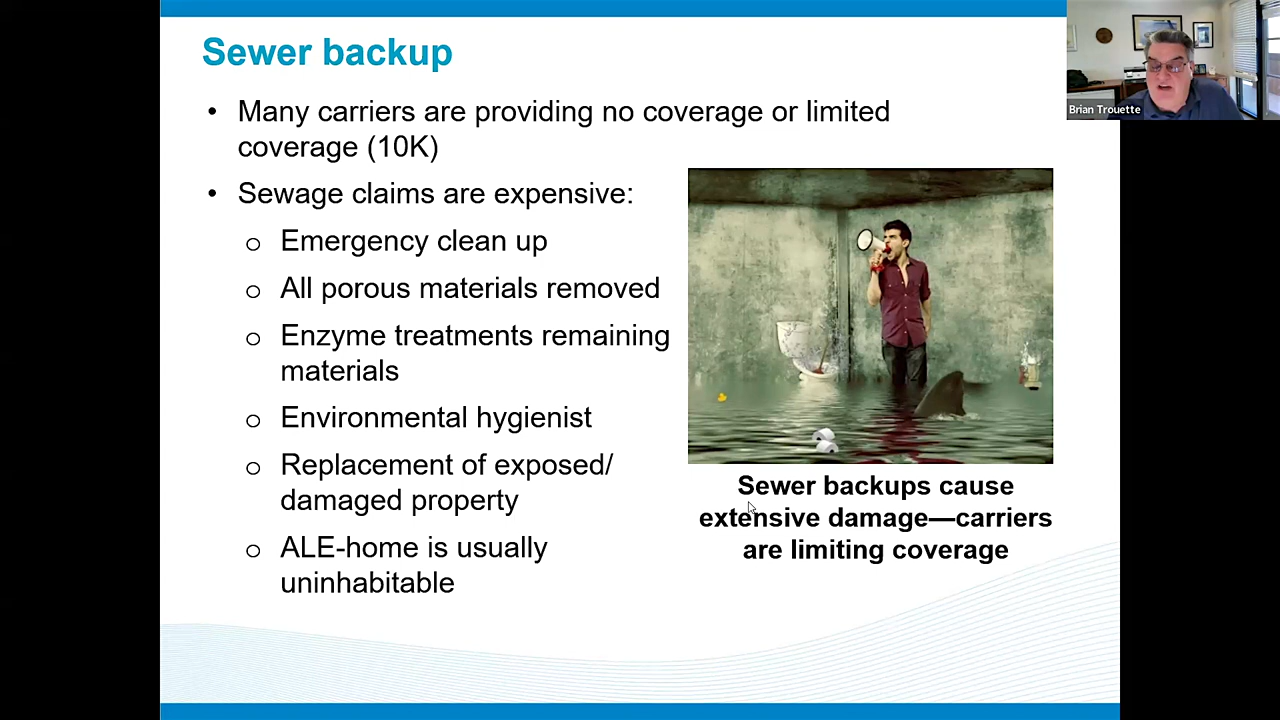 Sewer backup
• Many carriers are providing no coverage or limited
coverage (10K)
• Sewage claims are expensive:
o Emergency clean up
o All porous materials removed
o Enzyme treatments remaining
materials
o Environmental hygienist
o Replacement of exposed/
damaged property
o ALE-home is usually
uninhabitable
Sewer backups cause
extensive damage—carriers
are limiting coverage
Brian Trouette